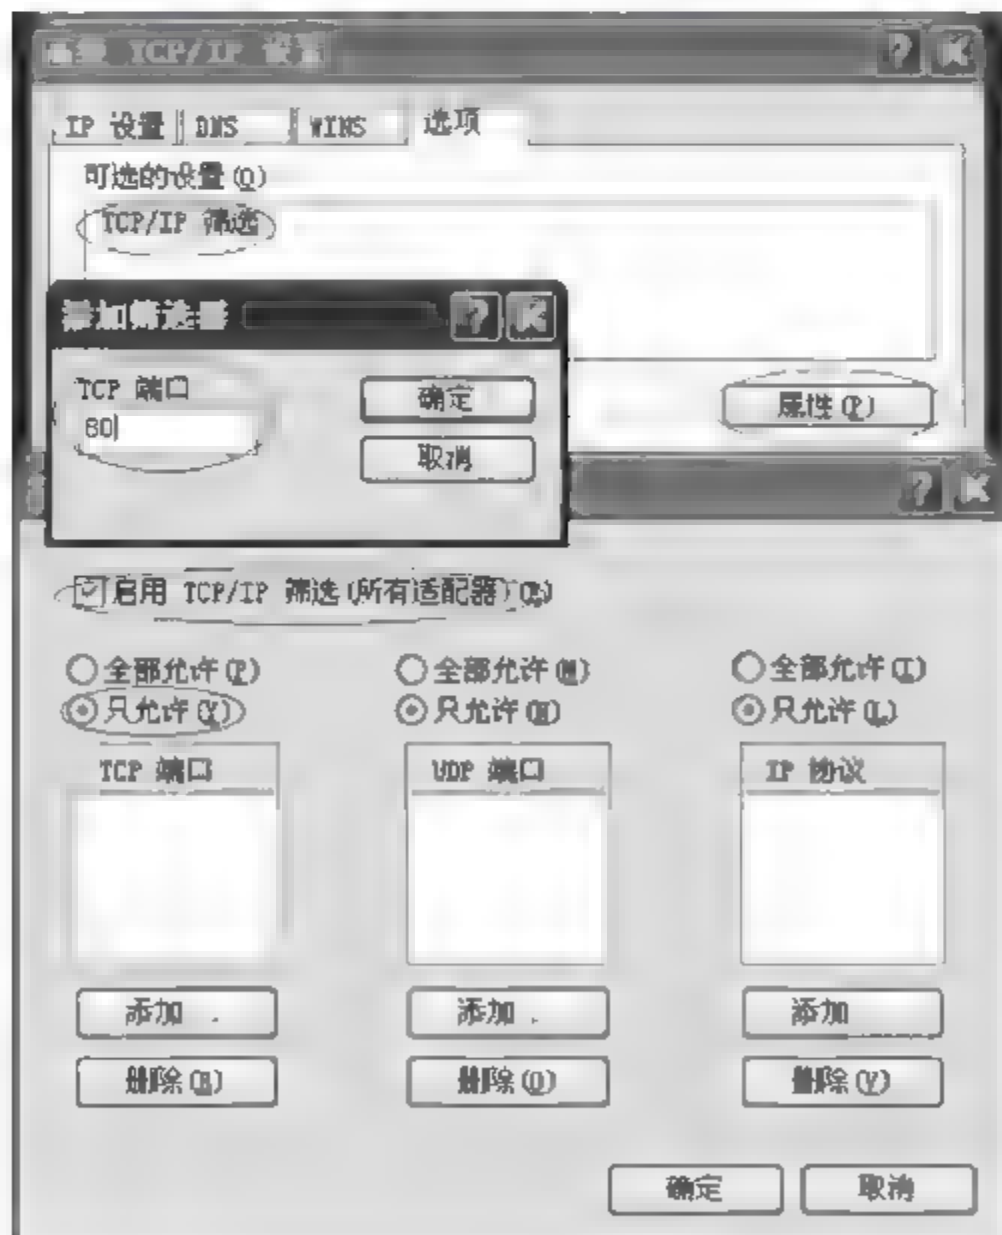 高级 TCP/IP 设置
IP 设置 DNS WINS 选项
可选的设置(O)
TCP/IP 筛选
添加筛选器
TCP 端口
80
确定
取消
属性(P)
启用 TCP/IP 筛选(所有适配器)(E)
全部允许(P) 全部允许(M) 全部允许(T)
只允许(Y) 只允许(N) 只允许(L)
TCP 端口 UDP 端口 IP 协议
添加 添加 添加
删除(R) 删除(O) 删除(V)
确定 取消